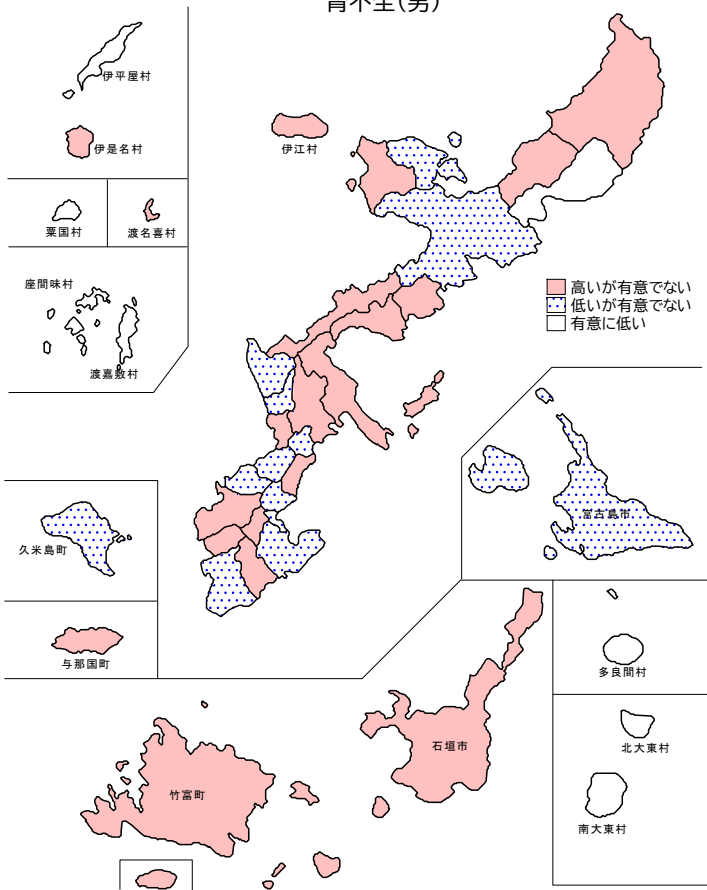 腎不全(男)
伊平屋村
伊是名村
伊江村
粟国村
渡名喜村
座間味村
渡嘉敷村
高いが有意でない
低いが有意でない
有意に低い
久米島町
宮古島市
与那国町
多良間村
石垣市
北大東村
竹富町
南大東村